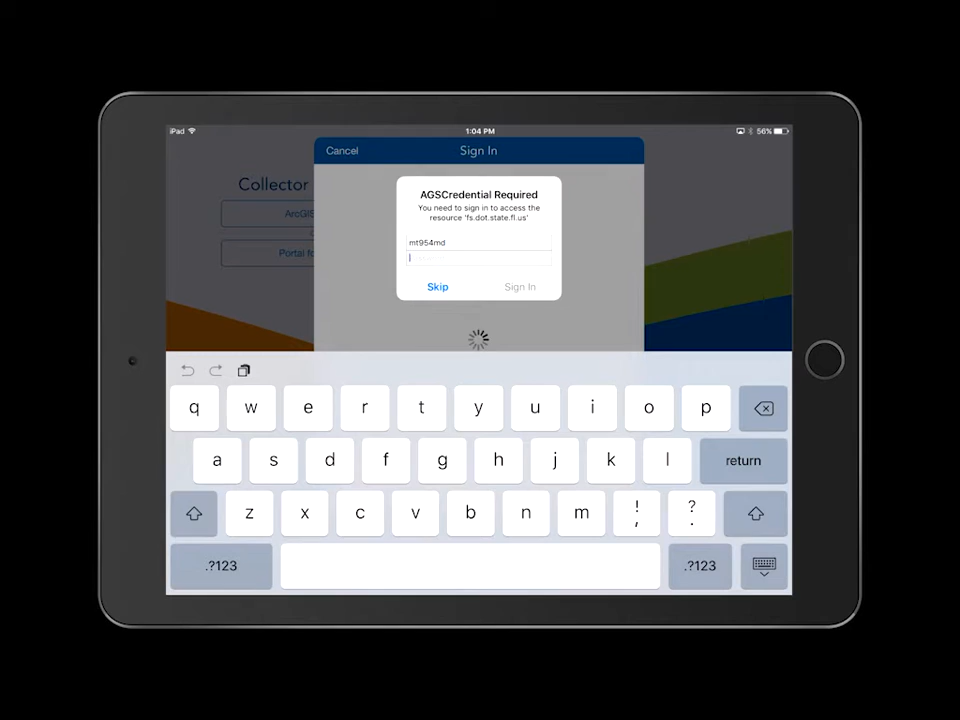 iPad
1:04 PM
56%
Cancel
Sign In
Collector
ArcGIS
Portal fo
AGSCredential Required
You need to sign in to access the
resource 'fs.dot.state.fl.us'
mt954md
Skip
Sign In
q w e r t y u i o p
a s d f g h j k l
return
z x c v b n m ! , ? .
.?123
.?123